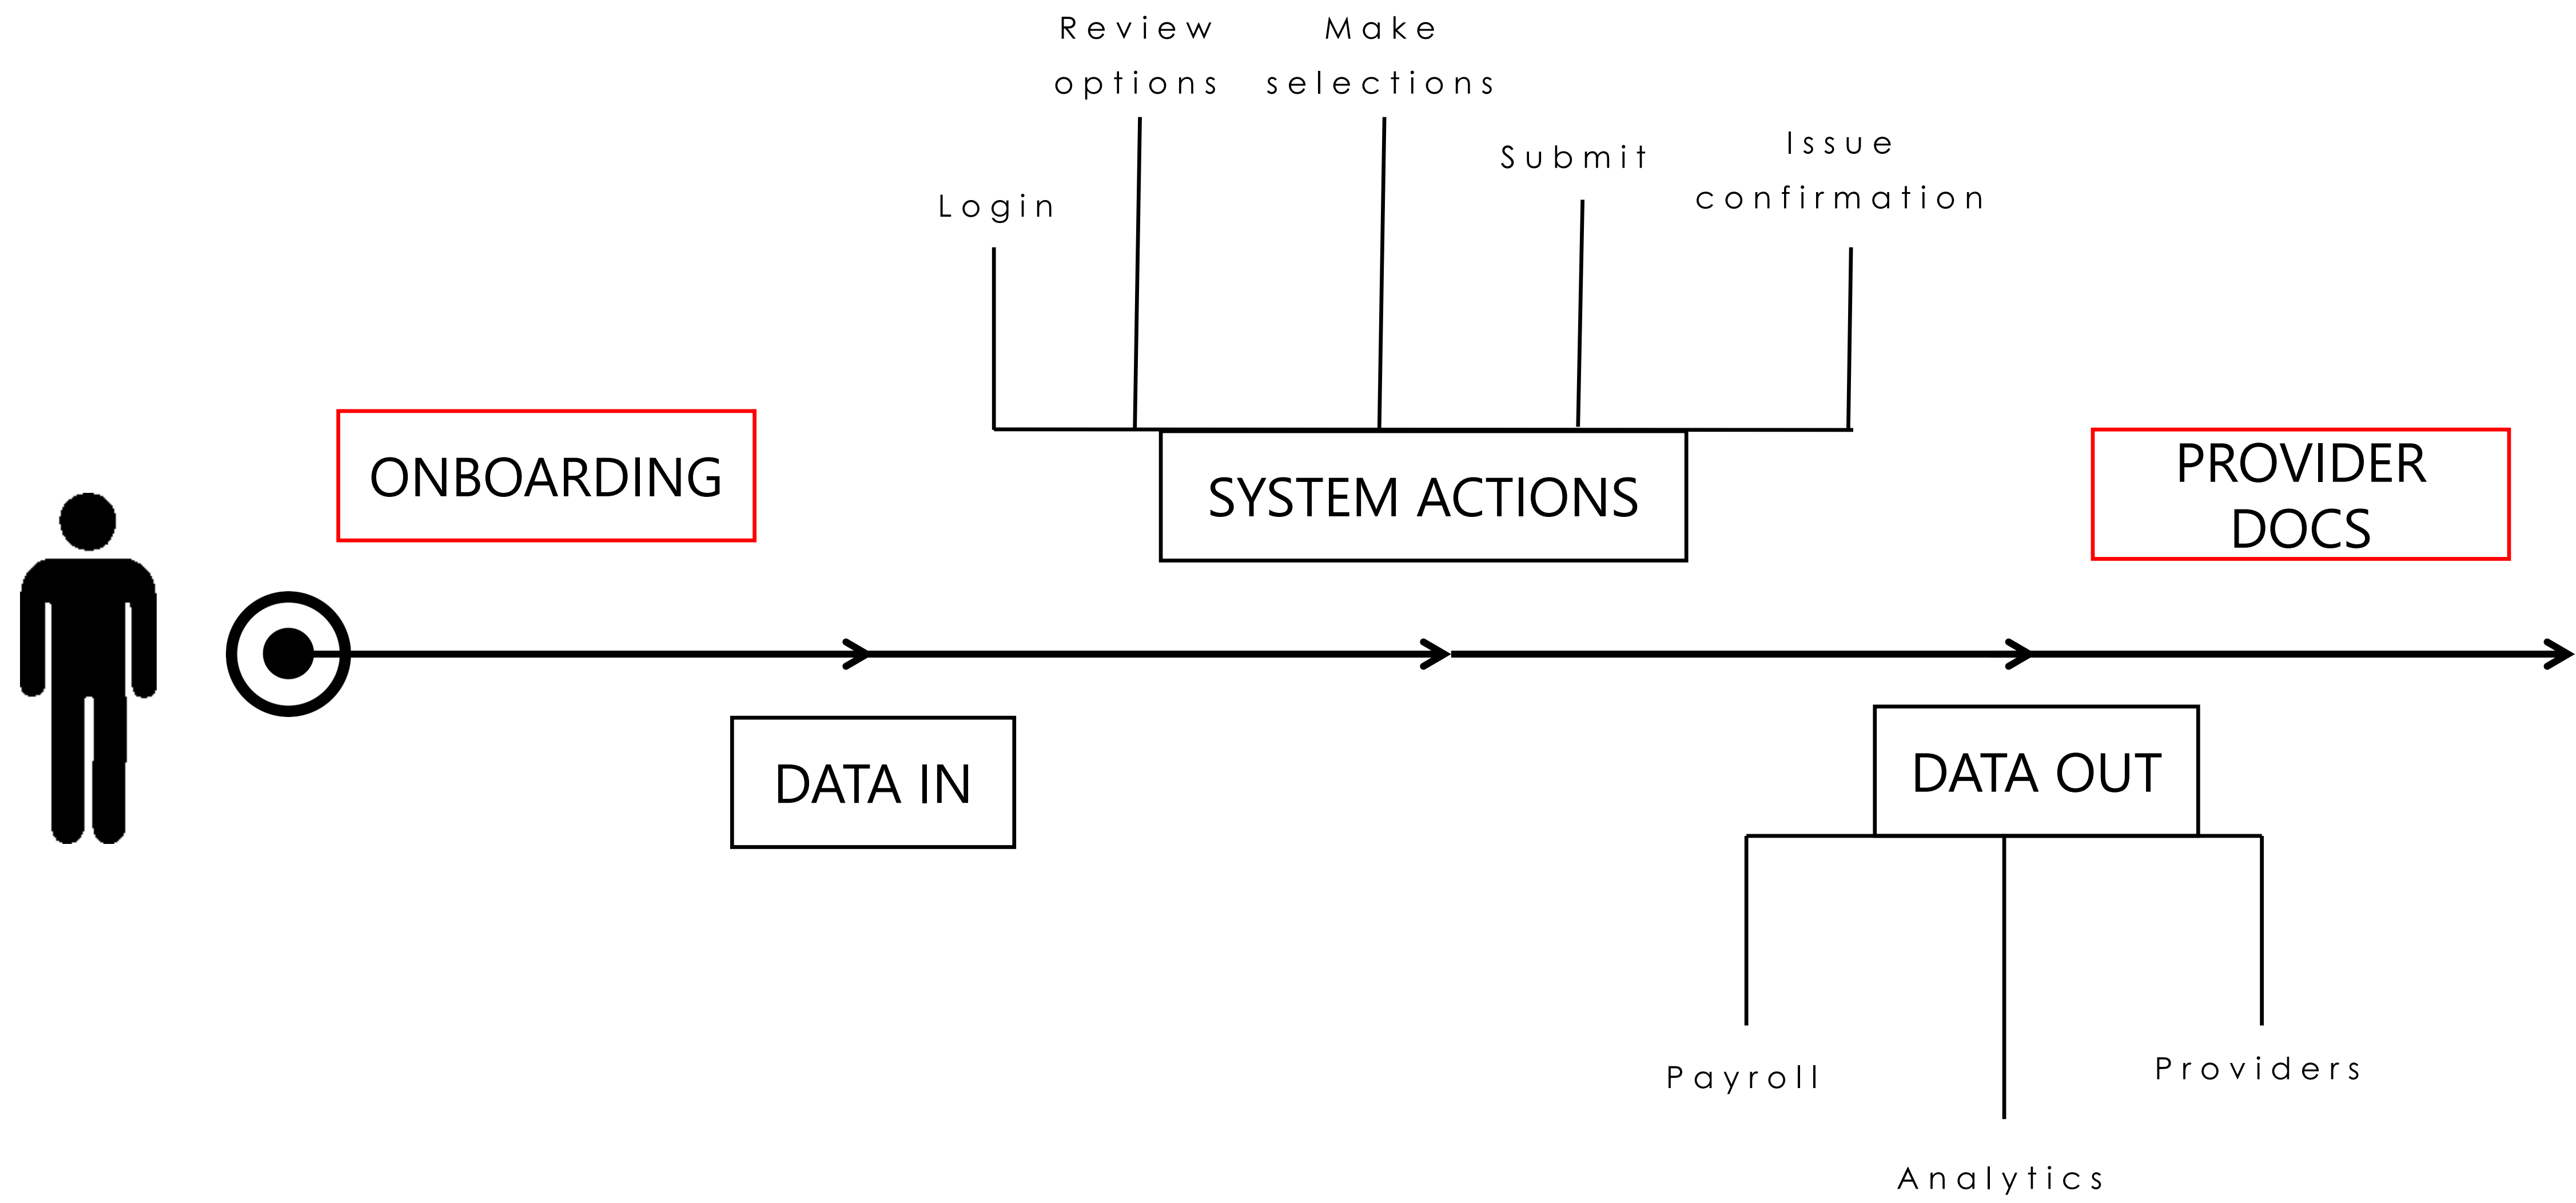 Review
options
Make
selections
Submit
Issue
confirmation
Login
ONBOARDING
SYSTEM ACTIONS
PROVIDER
DOCS
DATA IN
DATA OUT
Payroll
Providers
Analytics